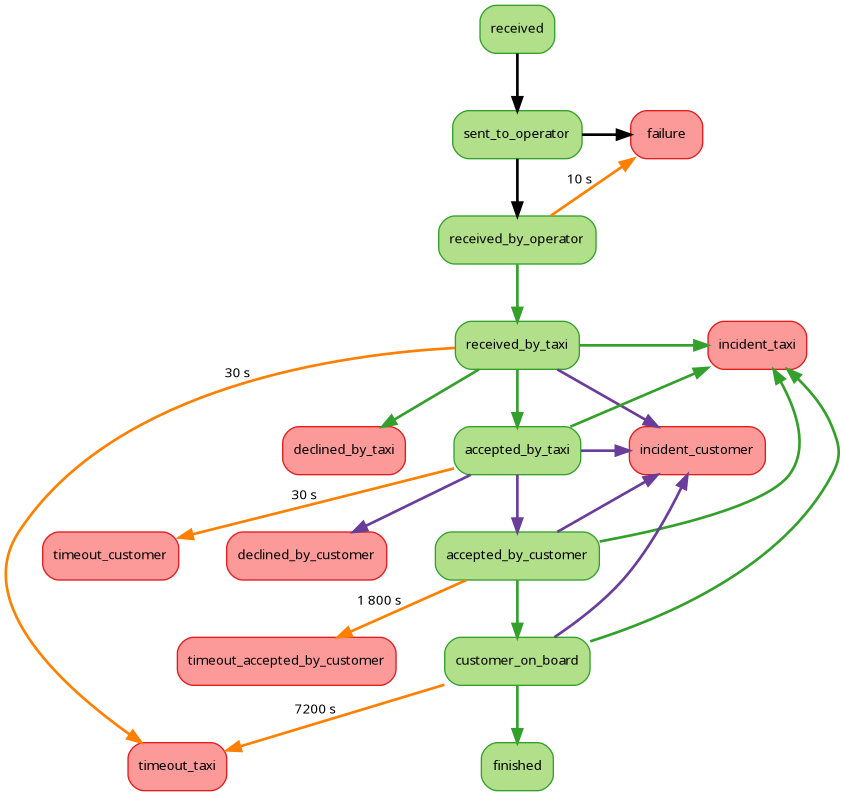 received
sent_to_operator
failure
10 s
received_by_operator
received_by_taxi
incident_taxi
30 s
declined_by_taxi
accepted_by_taxi
incident_customer
30 s
timeout_customer
declined_by_customer
accepted_by_customer
1 800 s
timeout_accepted_by_customer
customer_on_board
7200 s
timeout_taxi
finished